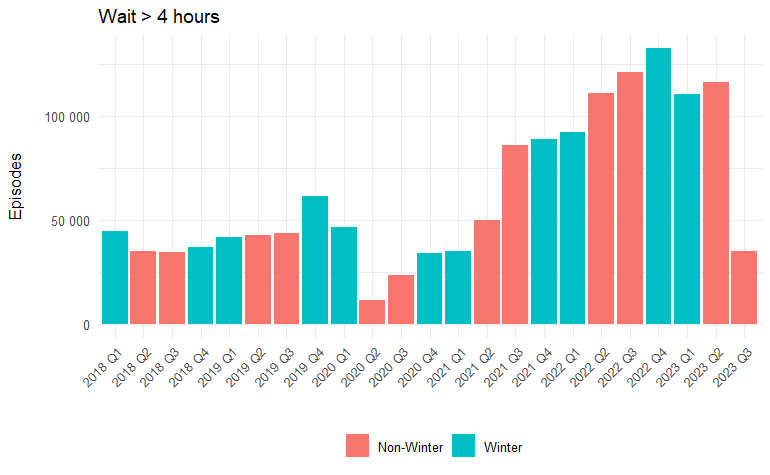 Wait > 4 hours
Episodes
100 000
50 000
0
2018 Q1
2018 Q2
2018 Q3
2018 Q4
2019 Q1
2019 Q2
2019 Q3
2019 Q4
2020 Q1
2020 Q2
2020 Q3
2020 Q4
2021 Q1
2021 Q2
2021 Q3
2021 Q4
2022 Q1
2022 Q2
2022 Q3
2022 Q4
2023 Q1
2023 Q2
2023 Q3
Non-Winter
Winter